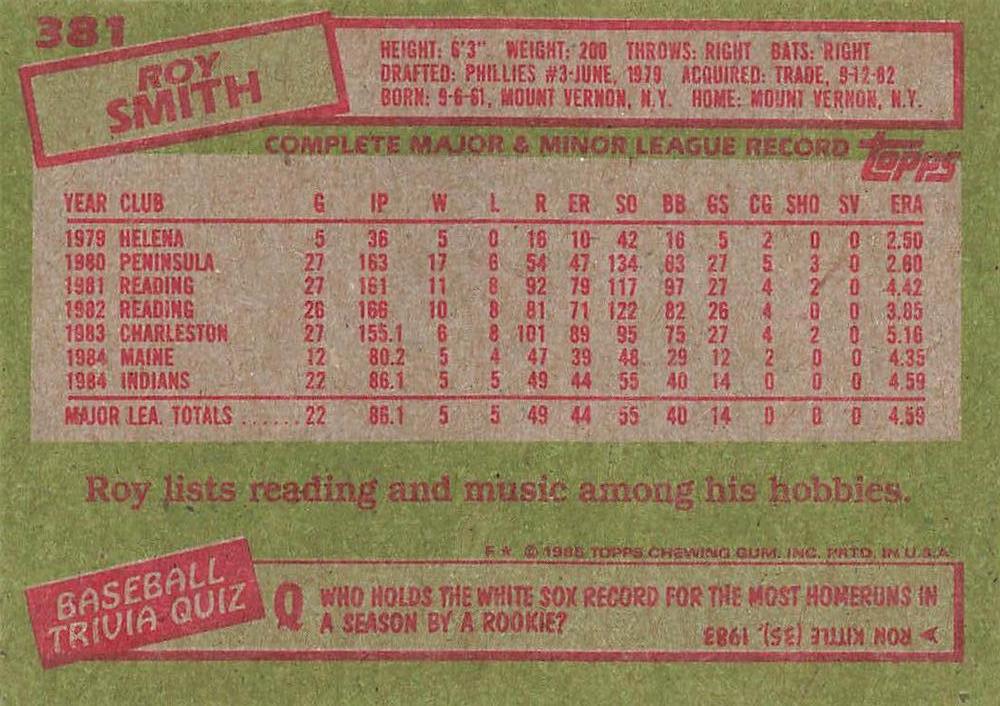 381
ROY
SMITH
HEIGHT: 6'3" WEIGHT: 200 THROWS: RIGHT BATS: RIGHT
DRAFTED: PHILLIES #3-JUNE, 1979 ACQUIRED: TRADE, 9-12-82
BORN: 9-6-61, MOUNT VERNON, N.Y. HOME: MOUNT VERNON, N.Y.
COMPLETE MAJOR & MINOR LEAGUE RECORD topps
YEAR CLUB G IP W L R ER SO BB GS CG SHO SV ERA
1979 HELENA 5 36 5 0 16 10 42 16 5 2 0 0 2.50
1980 PENINSULA 27 163 17 6 54 47 134 63 27 5 3 0 2.60
1981 READING 27 161 11 8 92 79 117 97 27 4 2 0 4.42
1982 READING 26 166 10 8 81 71 122 82 26 4 0 0 3.85
1983 CHARLESTON 27 155.1 6 8 101 89 95 75 27 4 2 0 5.16
1984 MAINE 12 80.2 5 4 47 39 48 29 12 2 0 0 4.35
1984 INDIANS 22 86.1 5 5 49 44 55 40 14 0 0 0 4.59
MAJOR LEA. TOTALS ......22 86.1 5 5 49 44 55 40 14 0 0 0 4.59
Roy lists reading and music among his hobbies.
F★ © 1985 TOPPS CHEWING GUM, INC. PRTD. IN U.S.A.
BASEBALL
TRIVIA QUIZ
Q WHO HOLDS THE WHITE SOX RECORD FOR THE MOST HOMERUNS IN
A SEASON BY A ROOKIE?
A RON KITTLE (35), 1983